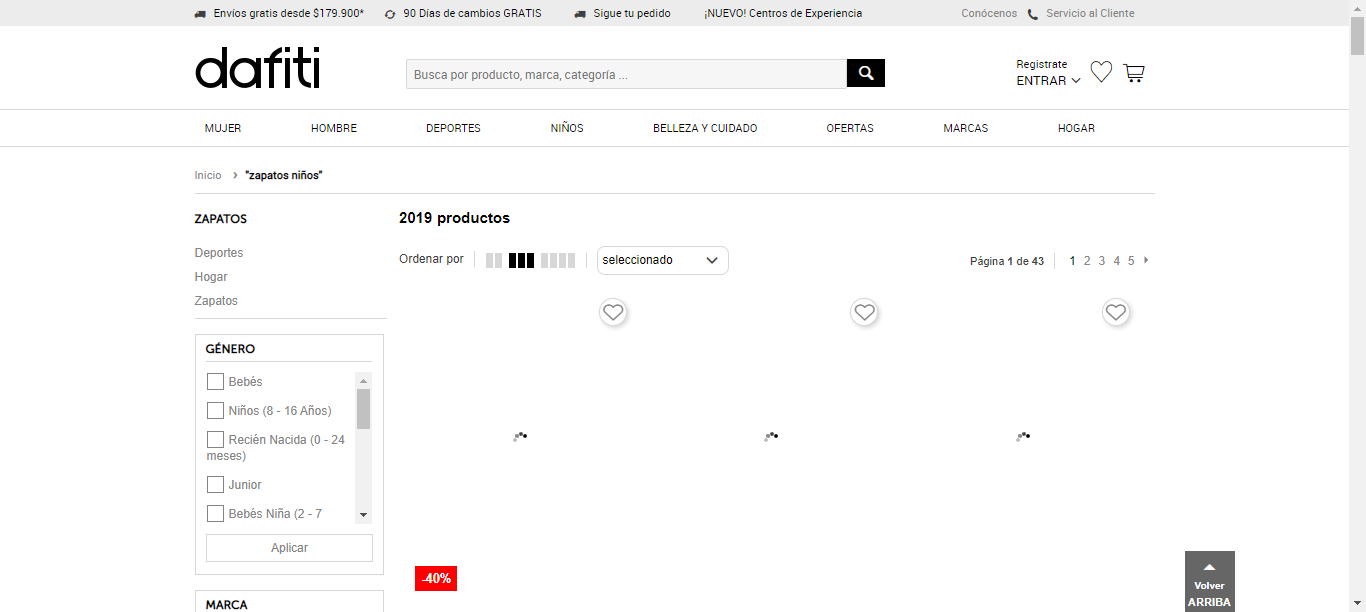 Envíos gratis desde $179.900* 90 Días de cambios GRATIS Sigue tu pedido ¡NUEVO! Centros de Experiencia Conócenos Servicio al Cliente
dafiti
Busca por producto, marca, categoría ...
Registrate
ENTRAR
MUJER HOMBRE DEPORTES NIÑOS BELLEZA Y CUIDADO OFERTAS MARCAS HOGAR
Inicio › "zapatos niños"
ZAPATOS
Deportes
Hogar
Zapatos
GÉNERO
Bebés
Niños (8 - 16 Años)
Recién Nacida (0 - 24
meses)
Junior
Bebés Niña (2 - 7
Aplicar
MARCA
2019 productos
Ordenar por seleccionado Página 1 de 43 1 2 3 4 5
-40%
Volver
ARRIBA